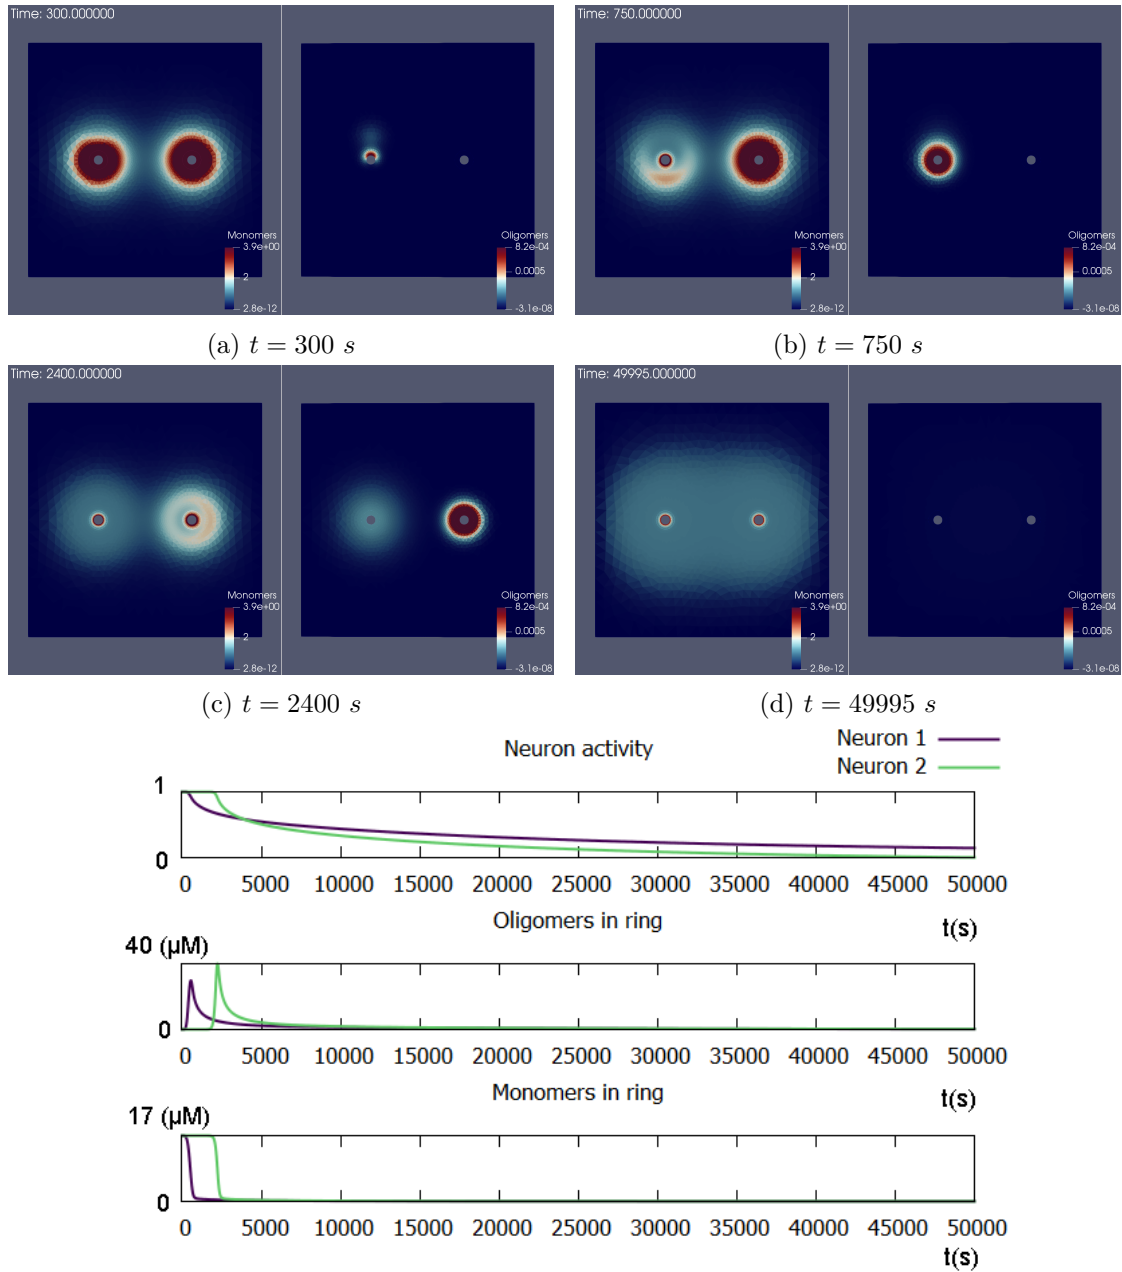 Time: 300.000000
Monomers
3.9e+00
2
2.8e-12
Oligomers
8.2e-04
0.0005
-3.1e-08
(a) t = 300 s
Time: 750.000000
Monomers
3.9e+00
2
2.8e-12
Oligomers
8.2e-04
0.0005
-3.1e-08
(b) t = 750 s
Time: 2400.000000
Monomers
3.9e+00
2
2.8e-12
Oligomers
8.2e-04
0.0005
-3.1e-08
(c) t = 2400 s
Time: 49995.000000
Monomers
3.9e+00
2
2.8e-12
Oligomers
8.2e-04
0.0005
-3.1e-08
(d) t = 49995 s
Neuron activity
Neuron 1
Neuron 2
1
0
0 5000 10000 15000 20000 25000 30000 35000 40000 45000 50000
t(s)
Oligomers in ring
40 (µM)
0
0 5000 10000 15000 20000 25000 30000 35000 40000 45000 50000
t(s)
Monomers in ring
17 (µM)
0
0 5000 10000 15000 20000 25000 30000 35000 40000 45000 50000
t(s)